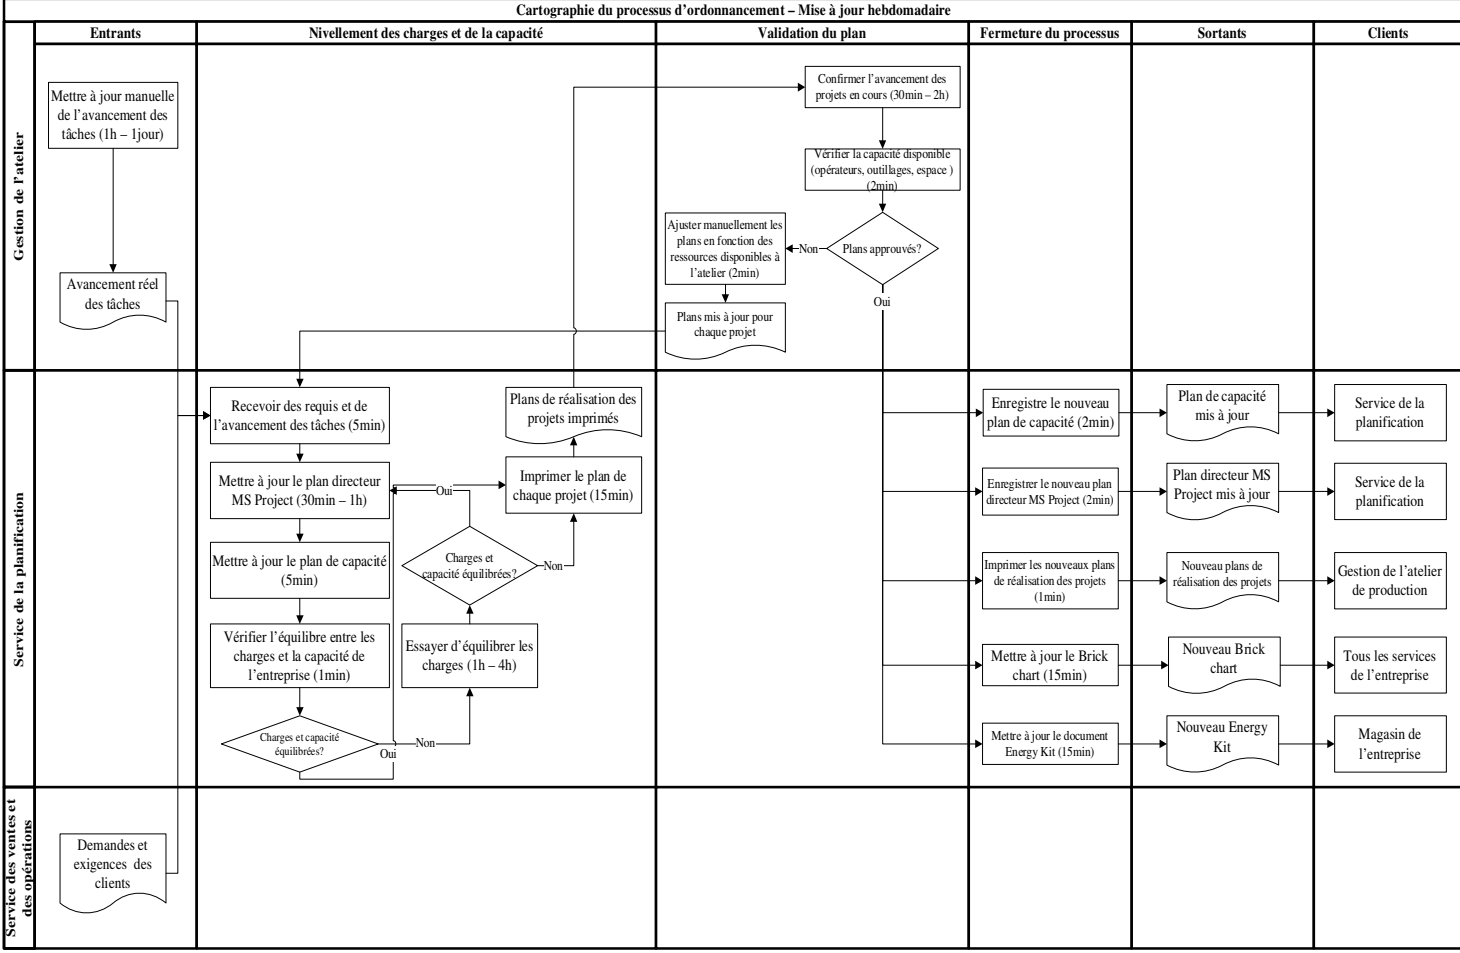 Cartographie du processus d'ordonnancement – Mise à jour hebdomadaire
Entrants
Nivellement des charges et de la capacité
Validation du plan
Fermeture du processus
Sortants
Clients
Gestion de l'atelier
Mettre à jour manuelle
de l'avancement des
tâches (1h – 1jour)
Avancement réel
des tâches
Confirmer l'avancement des
projets en cours (30min – 2h)
Vérifier la capacité disponible
(opérateurs, outillages, espace )
(2min)
Plans approuvés?
Non
Oui
Ajuster manuellement les
plans en fonction des
ressources disponibles à
l'atelier (2min)
Plans mis à jour pour
chaque projet
Service de la planification
Recevoir des requis et de
l'avancement des tâches (5min)
Mettre à jour le plan directeur
MS Project (30min – 1h)
Mettre à jour le plan de capacité
(5min)
Vérifier l'équilibre entre les
charges et la capacité de
l'entreprise (1min)
Charges et capacité
équilibrées?
Oui
Non
Essayer d'équilibrer les
charges (1h – 4h)
Charges et
capacité équilibrées?
Oui
Non
Imprimer le plan de
chaque projet (15min)
Plans de réalisation des
projets imprimés
Enregistre le nouveau
plan de capacité (2min)
Plan de capacité
mis à jour
Service de la
planification
Enregistrer le nouveau plan
directeur MS Project (2min)
Plan directeur MS
Project mis à jour
Service de la
planification
Imprimer les nouveaux plans
de réalisation des projets
(1min)
Nouveau plans de
réalisation des projets
Gestion de l'atelier
de production
Mettre à jour le Brick
chart (15min)
Nouveau Brick
chart
Tous les services
de l'entreprise
Mettre à jour le document
Energy Kit (15min)
Nouveau Energy
Kit
Magasin de
l'entreprise
Service des ventes et
des opérations
Demandes et
exigences des
clients